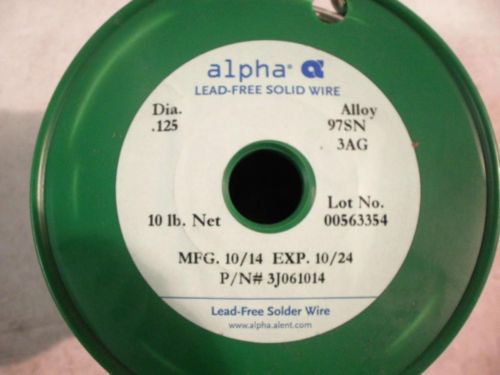 alpha®
LEAD-FREE SOLID WIRE
Dia. Alloy
.125 97SN
3AG
Lot No.
10 lb. Net 00563354
MFG. 10/14 EXP. 10/24
P/N# 3J061014
Lead-Free Solder Wire
www.alpha.alent.com